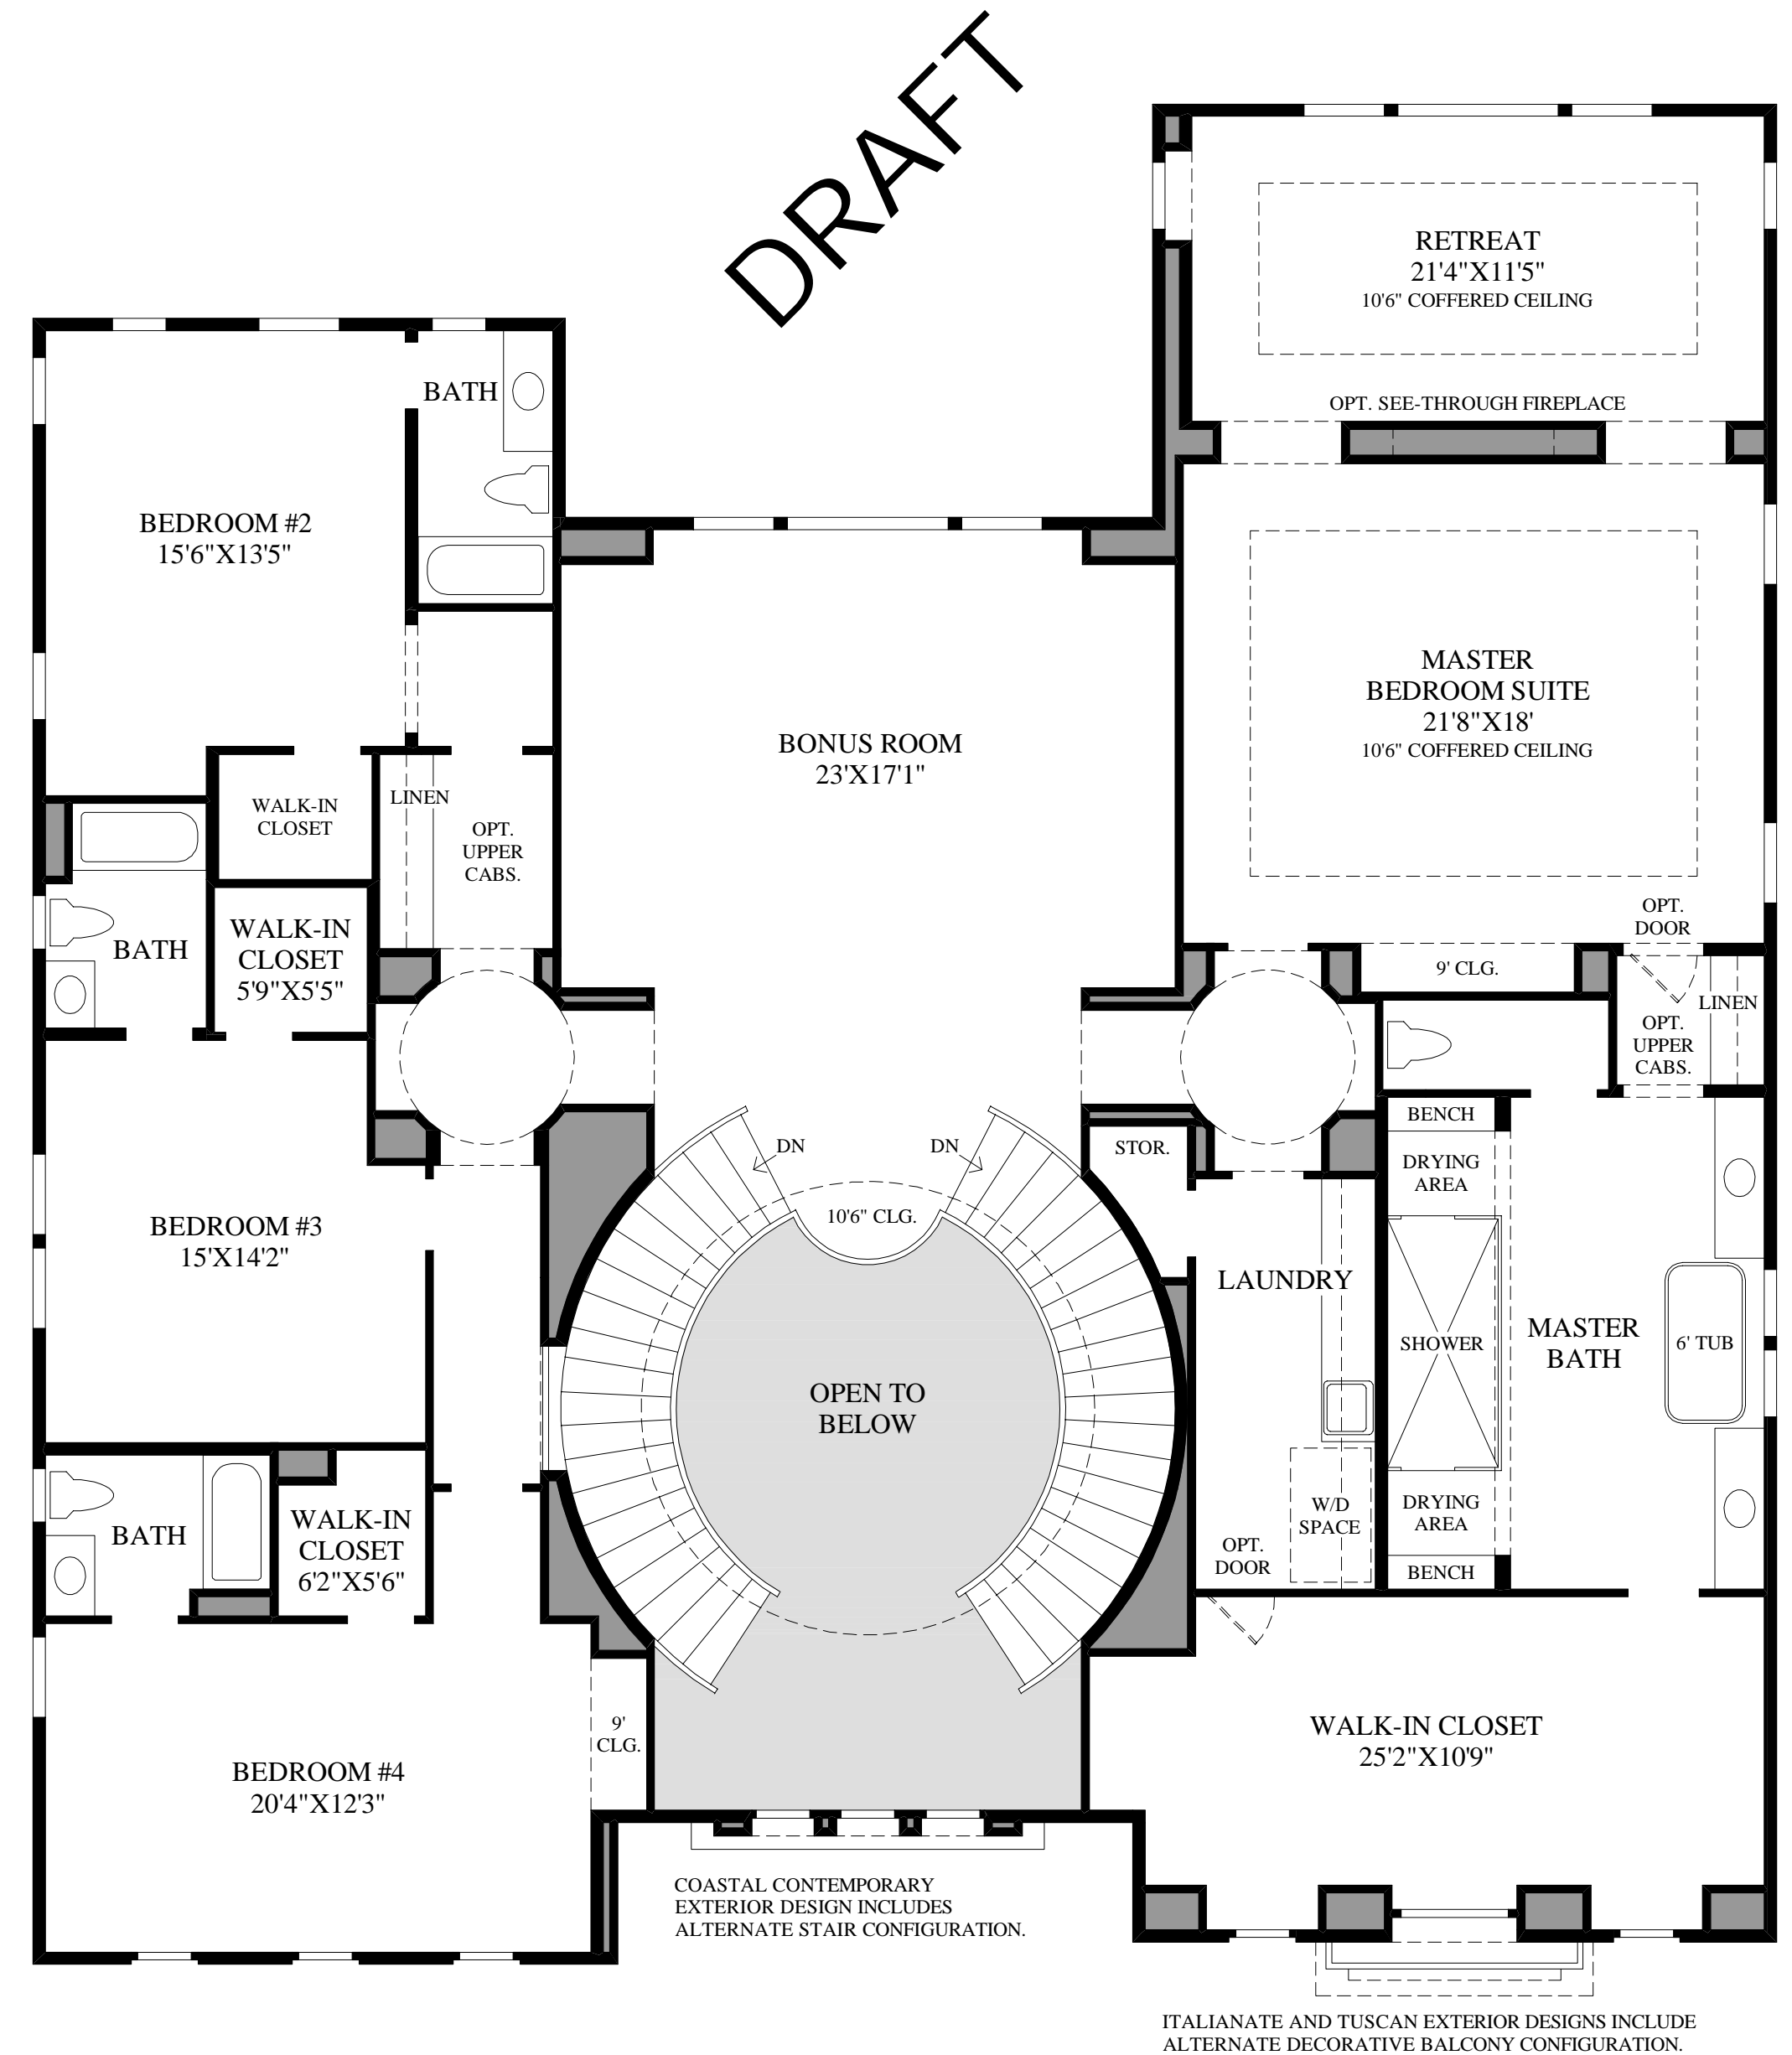 DRAFT
RETREAT
21'4"X11'5"
10'6" COFFERED CEILING
OPT. SEE-THROUGH FIREPLACE
BATH
BEDROOM #2
15'6"X13'5"
MASTER
BEDROOM SUITE
21'8"X18'
10'6" COFFERED CEILING
BONUS ROOM
23'X17'1"
WALK-IN
CLOSET
LINEN
OPT.
UPPER
CABS.
BATH
WALK-IN
CLOSET
5'9"X5'5"
OPT.
DOOR
9' CLG.
LINEN
OPT.
UPPER
CABS.
BENCH
DRYING
AREA
STOR.
DN
DN
10'6" CLG.
BEDROOM #3
15'X14'2"
LAUNDRY
SHOWER
MASTER
BATH
6' TUB
OPEN TO
BELOW
W/D
SPACE
DRYING
AREA
BENCH
OPT.
DOOR
BATH
WALK-IN
CLOSET
6'2"X5'6"
9'
CLG.
WALK-IN CLOSET
25'2"X10'9"
BEDROOM #4
20'4"X12'3"
COASTAL CONTEMPORARY
EXTERIOR DESIGN INCLUDES
ALTERNATE STAIR CONFIGURATION.
ITALIANATE AND TUSCAN EXTERIOR DESIGNS INCLUDE
ALTERNATE DECORATIVE BALCONY CONFIGURATION.